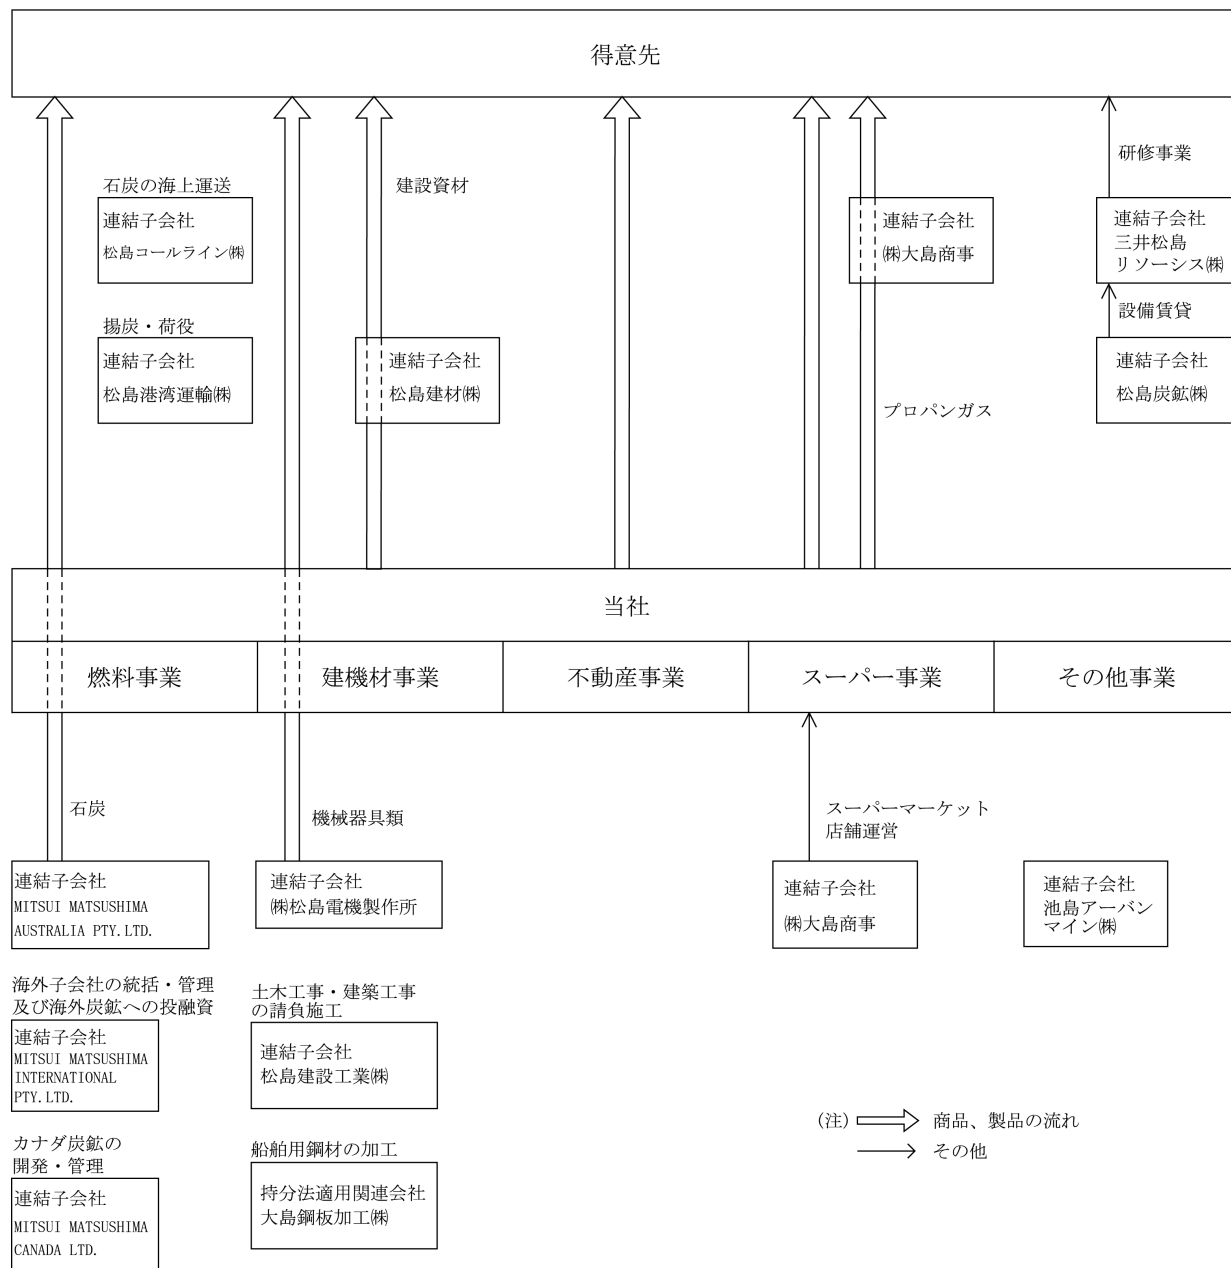 得意先
研修事業
石炭の海上運送
建設資材
連結子会社
松島コールライン㈱
連結子会社
㈱大島商事
連結子会社
三井松島
リソーシス㈱
設備賃貸
揚炭・荷役
連結子会社
松島港湾運輸㈱
連結子会社
松島建材㈱
プロパンガス
連結子会社
松島炭鉱㈱
当社
燃料事業
建機材事業
不動産事業
スーパー事業
その他事業
石炭
機械器具類
スーパーマーケット
店舗運営
連結子会社
MITSUI MATSUSHIMA
AUSTRALIA PTY.LTD.
連結子会社
㈱松島電機製作所
連結子会社
㈱大島商事
連結子会社
池島アーバン
マイン㈱
海外子会社の統括・管理
及び海外炭鉱への投融資
連結子会社
MITSUI MATSUSHIMA
INTERNATIONAL
PTY.LTD.
土木工事・建築工事
の請負施工
連結子会社
松島建設工業㈱
カナダ炭鉱の
開発・管理
連結子会社
MITSUI MATSUSHIMA
CANADA LTD.
船舶用鋼材の加工
持分法適用関連会社
大島鋼板加工㈱
(注) 商品、製品の流れ
その他